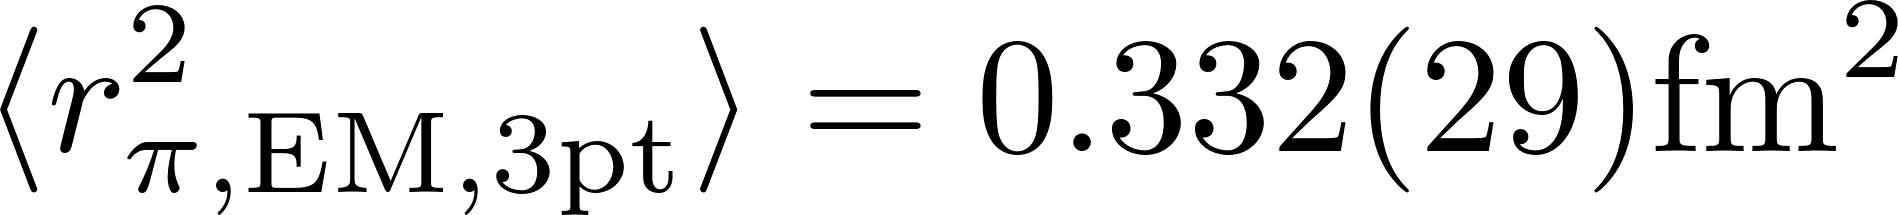 ⟨r²_{π,EM,3pt}⟩ = 0.332(29)fm²